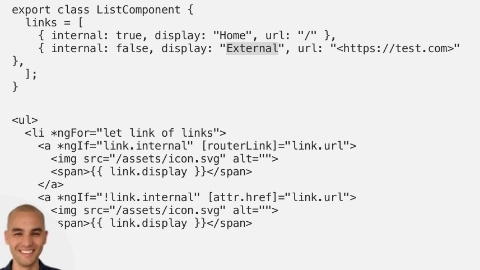 export class ListComponent {
links = [
{ internal: true, display: "Home", url: "/" },
{ internal: false, display: "External", url: "<https://test.com>"
},
];
}
<ul>
<li *ngFor="let link of links">
<a *ngIf="link.internal" [routerLink]="link.url">
<img src="/assets/icon.svg" alt="">
<span>{{ link.display }}</span>
</a>
<a *ngIf="!link.internal" [attr.href]="link.url">
<img src="/assets/icon.svg" alt="">
span>{{ link.display }}</span>